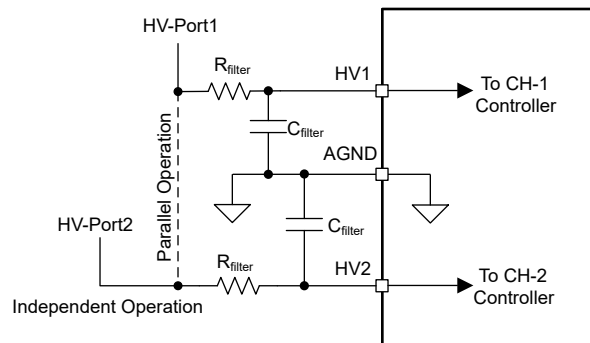 HV-Port1
Rfilter
HV1
To CH-1
Controller
Cfilter
AGND
Parallel Operation
HV-Port2
Cfilter
Rfilter
HV2
To CH-2
Controller
Independent Operation